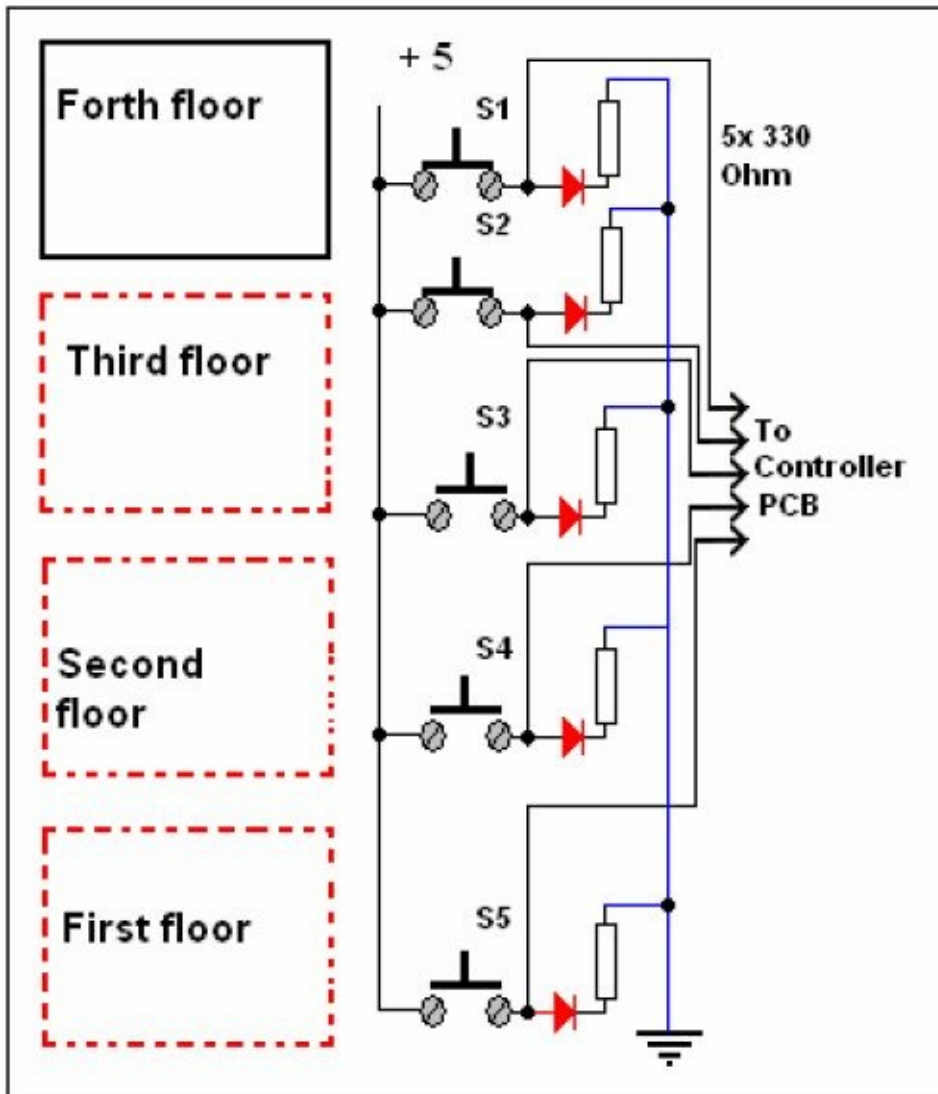 + 5
Forth floor
S1
5x 330
Ohm
S2
Third floor
S3
To
Controller
PCB
Second
floor
S4
First floor
S5